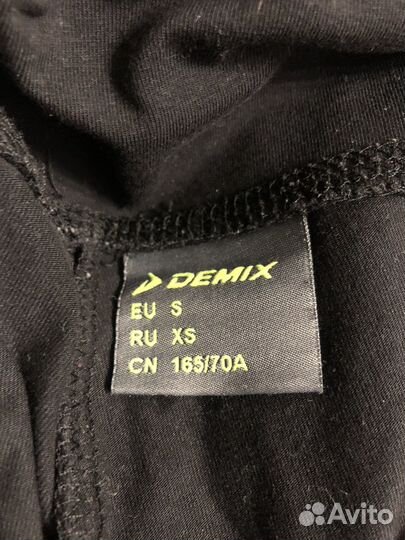 DEMIX
EU S
RU XS
CN 165/70A
Avito